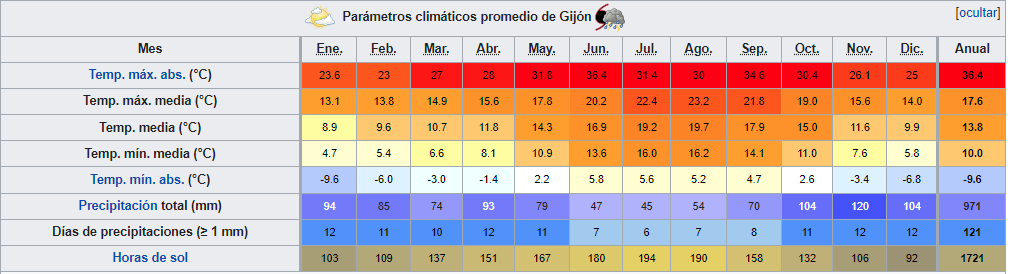 Parámetros climáticos promedio de Gijón [ocultar]
Mes Ene. Feb. Mar. Abr. May. Jun. Jul. Ago. Sep. Oct. Nov. Dic. Anual
Temp. máx. abs. (°C) 23.6 23 27 28 31.8 36.4 31.4 30 34.6 30.4 26.1 25 36.4
Temp. máx. media (°C) 13.1 13.8 14.9 15.6 17.8 20.2 22.4 23.2 21.8 19.0 15.6 14.0 17.6
Temp. media (°C) 8.9 9.6 10.7 11.8 14.3 16.9 19.2 19.7 17.9 15.0 11.6 9.9 13.8
Temp. mín. media (°C) 4.7 5.4 6.6 8.1 10.9 13.6 16.0 16.2 14.1 11.0 7.6 5.8 10.0
Temp. mín. abs. (°C) -9.6 -6.0 -3.0 -1.4 2.2 5.8 5.6 5.2 4.7 2.6 -3.4 -6.8 -9.6
Precipitación total (mm) 94 85 74 93 79 47 45 54 70 104 120 104 971
Días de precipitaciones (≥ 1 mm) 12 11 10 12 11 7 6 7 8 11 12 12 121
Horas de sol 103 109 137 151 167 180 194 190 158 132 106 92 1721